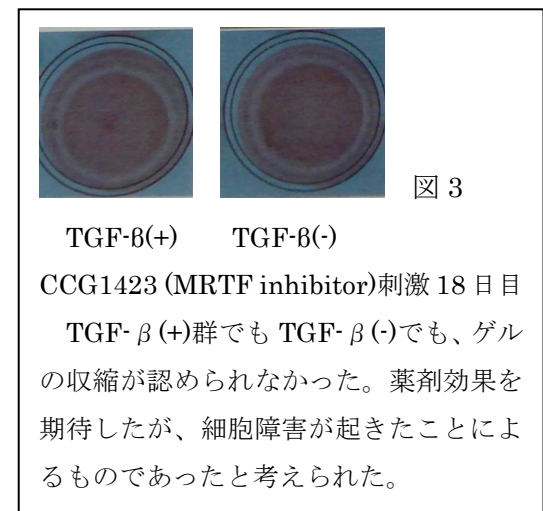 図 3
TGF-β(+) TGF-β(-)
CCG1423 (MRTF inhibitor)刺激 18 日目
TGF-β(+)群でも TGF-β(-)でも、ゲル
の収縮が認められなかった。薬剤効果を
期待したが、細胞障害が起きたことによ
るものであったと考えられた。